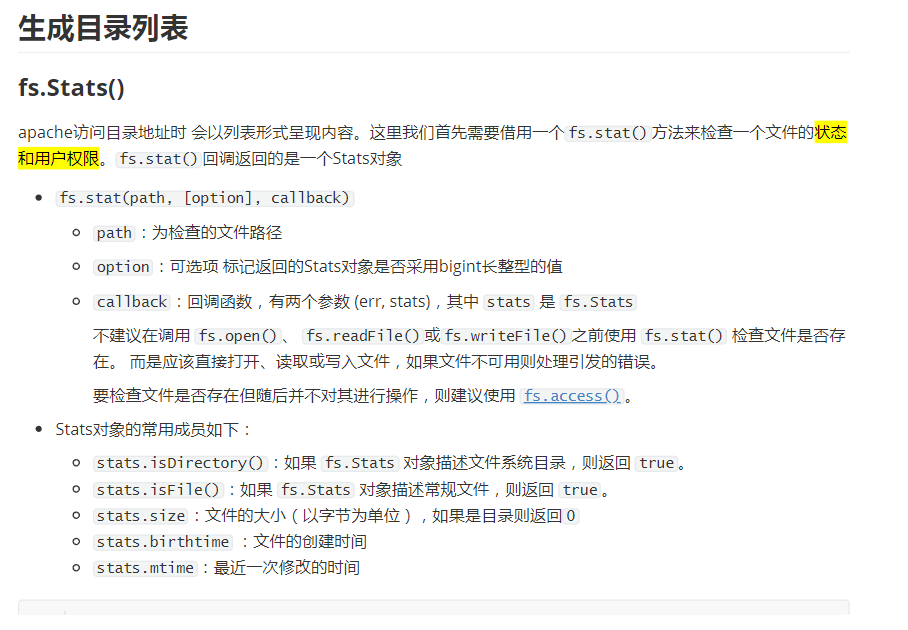 生成目录列表
fs.Stats()
apache访问目录地址时 会以列表形式呈现内容。这里我们首先需要借用一个 fs.stat() 方法来检查一个文件的状态
和用户权限。 fs.stat() 回调返回的是一个Stats对象
fs.stat(path, [option], callback)
path：为检查的文件路径
option：可选项 标记返回的Stats对象是否采用bigint长整型的值
callback：回调函数，有两个参数 (err, stats)，其中 stats 是 fs.Stats
不建议在调用 fs.open()、 fs.readFile() 或 fs.writeFile() 之前使用 fs.stat() 检查文件是否存
在。 而是应该直接打开、读取或写入文件，如果文件不可用则处理引发的错误。
要检查文件是否存在但随后并不对其进行操作，则建议使用 fs.access()。
Stats对象的常用成员如下：
stats.isDirectory()：如果 fs.Stats 对象描述文件系统目录，则返回 true。
stats.isFile()：如果 fs.Stats 对象描述常规文件，则返回 true。
stats.size：文件的大小（以字节为单位），如果是目录则返回 0
stats.birthtime ：文件的创建时间
stats.mtime：最近一次修改的时间